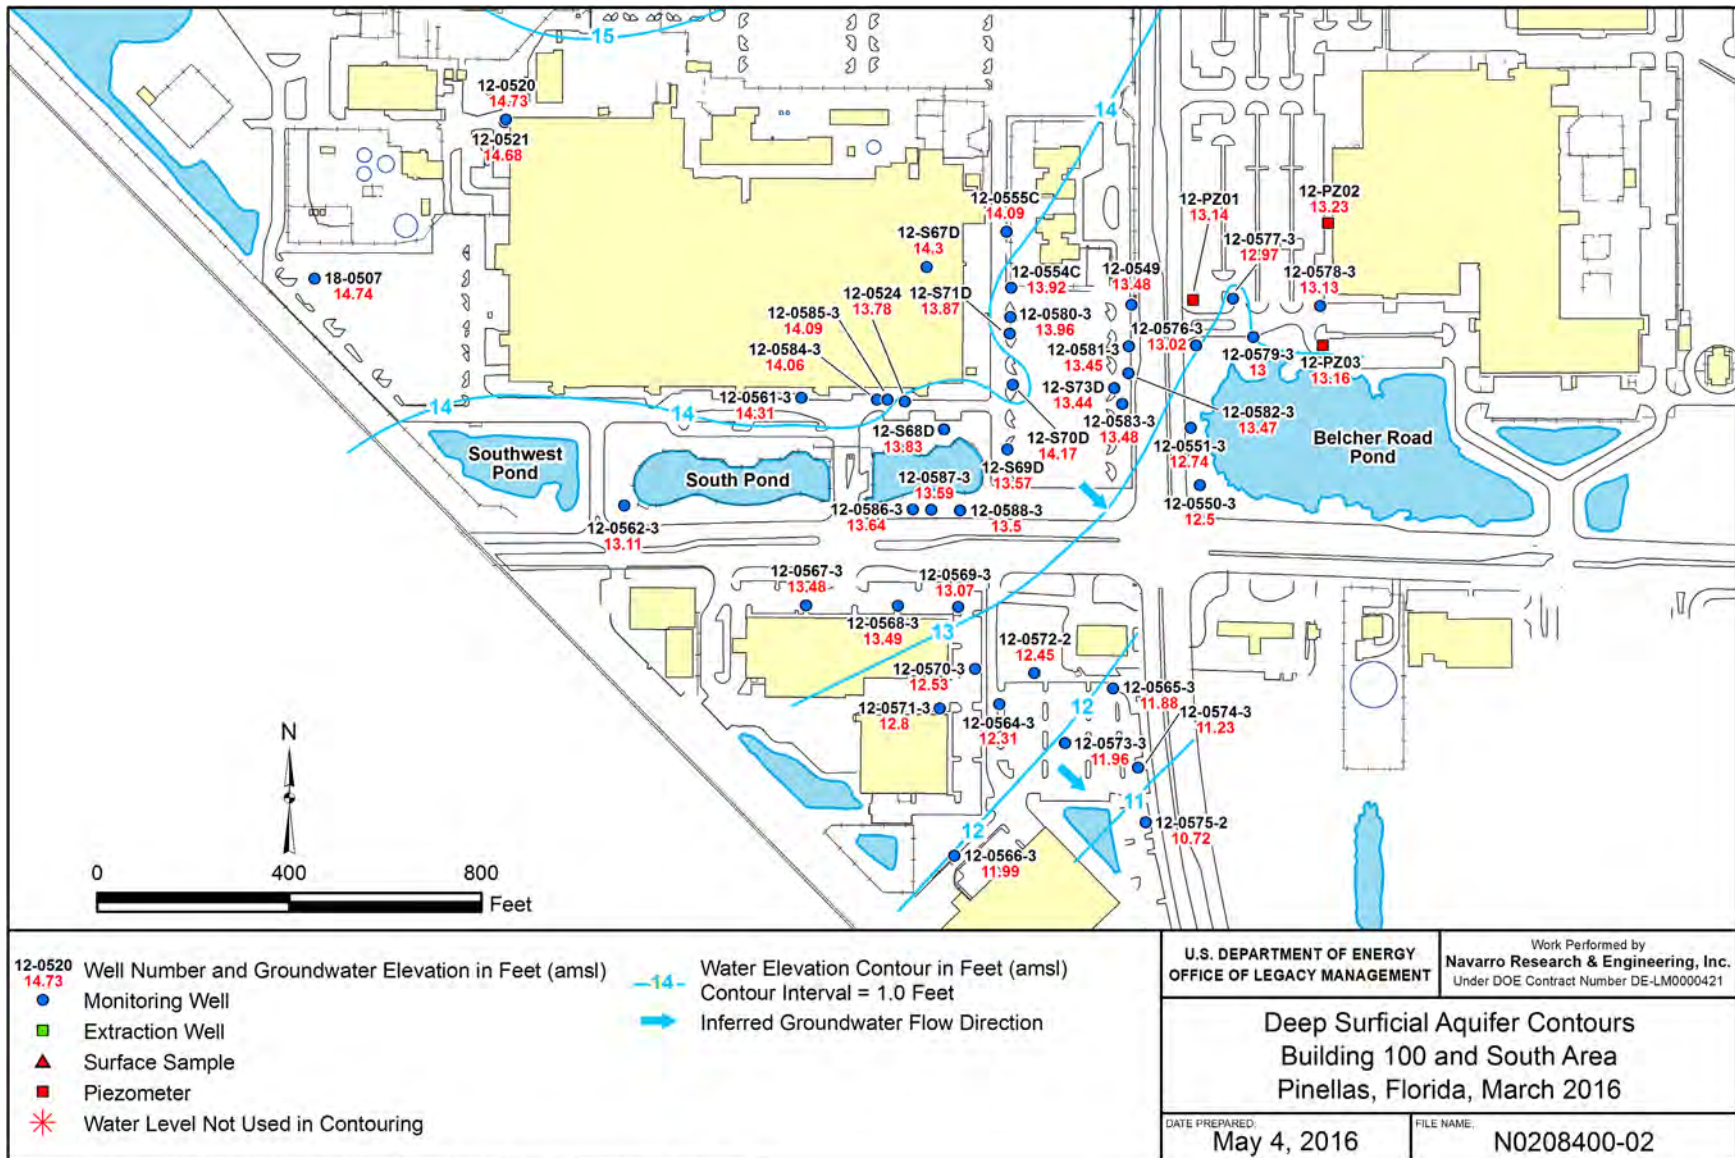 15
12-0520
14.73
12-0521
14.68
14
12-0555C
14.09
12-PZ01
13.14
12-PZ02
13.23
12-S67D
14.3
12-0577-3
12.97
18-0507
14.74
12-0554C
13.92
12-0549
13.48
12-0578-3
13.13
12-0585-3
14.09
12-0524
13.78
12-S71D
13.87
12-0580-3
13.96
12-0576-3
13.02
12-0584-3
14.06
12-0581-3
13.45
12-0579-3
13
12-PZ03
13.16
14
12-0561-3
14.31
14
12-S73D
13.44
12-0583-3
13.48
12-0582-3
13.47
12-S68D
13.83
12-S70D
14.17
12-0551-3
12.74
Belcher Road
Pond
Southwest
Pond
South Pond
12-S69D
13.57
12-0587-3
13.59
12-0586-3
13.64
12-0588-3
13.5
12-0550-3
12.5
12-0562-3
13.11
12-0567-3
13.48
12-0569-3
13.07
12-0568-3
13.49
13
12-0572-2
12.45
12-0570-3
12.53
12-0565-3
11.88
12-0571-3
12.8
12-0564-3
12.31
12
12-0574-3
11.23
12-0573-3
11.96
11
12-0575-2
10.72
12
12-0566-3
11.99
N
0 400 800
Feet
12-0520
14.73
Well Number and Groundwater Elevation in Feet (amsl)
Monitoring Well
Extraction Well
Surface Sample
Piezometer
Water Level Not Used in Contouring
14
Water Elevation Contour in Feet (amsl)
Contour Interval = 1.0 Feet
Inferred Groundwater Flow Direction
U.S. DEPARTMENT OF ENERGY
OFFICE OF LEGACY MANAGEMENT
Work Performed by
Navarro Research & Engineering, Inc.
Under DOE Contract Number DE-LM0000421
Deep Surficial Aquifer Contours
Building 100 and South Area
Pinellas, Florida, March 2016
DATE PREPARED:
May 4, 2016
FILE NAME:
N0208400-02